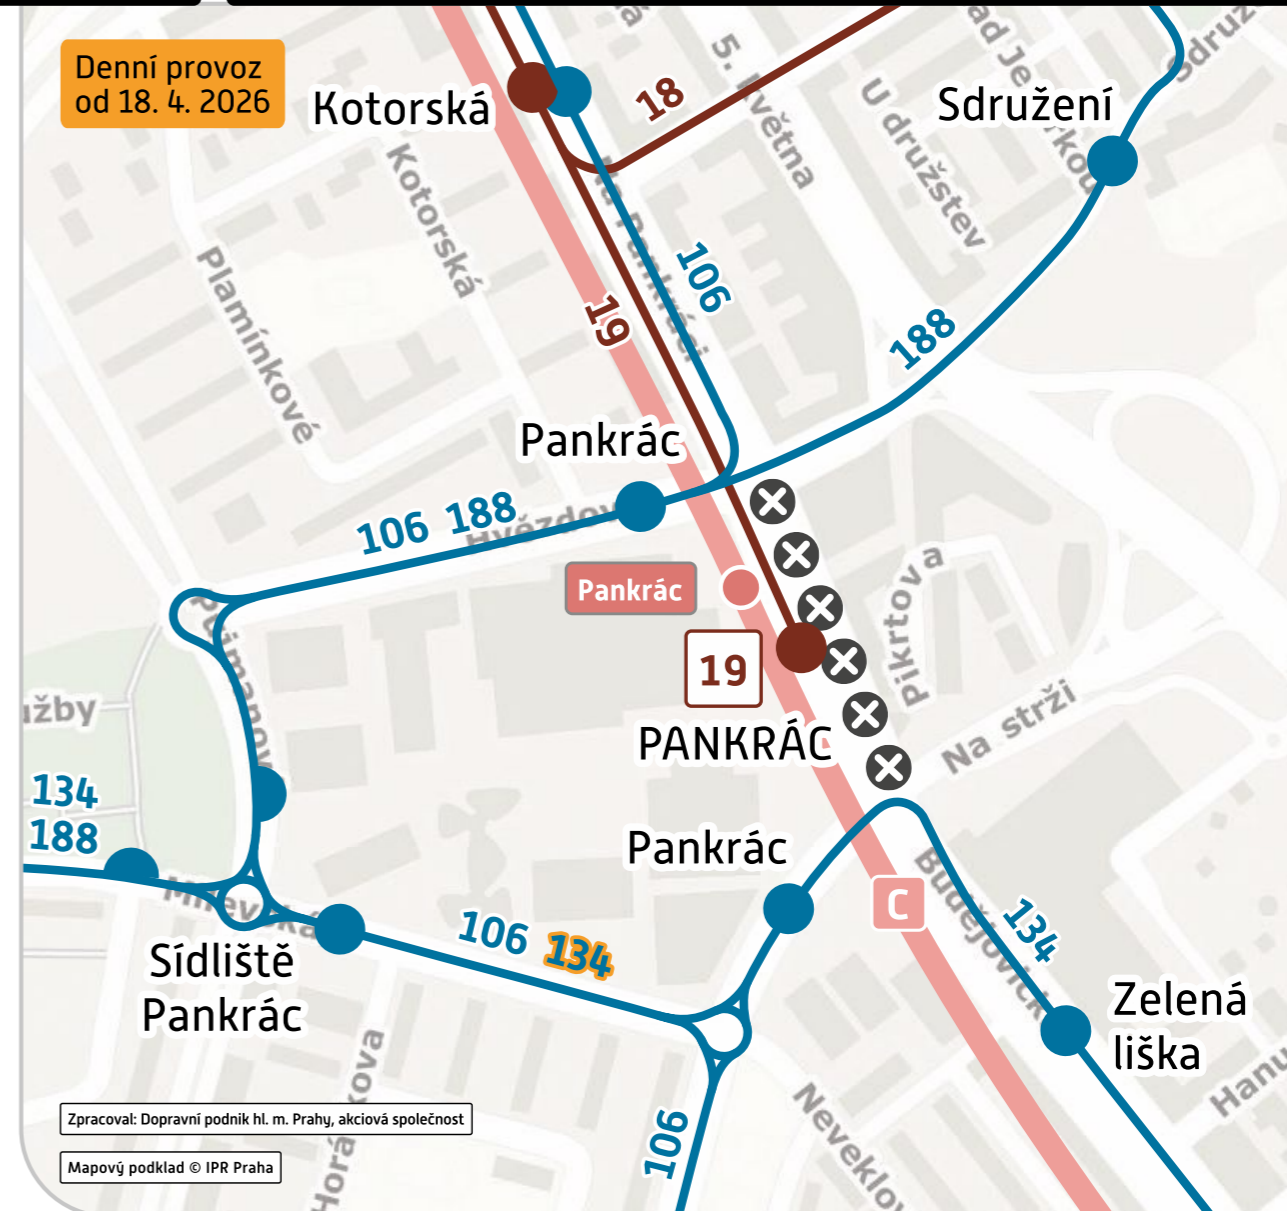 Denní provoz
od 18. 4. 2026
Kotorská
18
5. května
U družstev
Sdružení
Kotorská
Na Pankráci
106
19
188
Plamínkové
Pankrác
106 188
Pankrác
Pikrtova
19
PANKRÁC
Na strži
134
188
Pankrác
C
134
106 134
Sídliště
Pankrác
Zelená
liška
106
Zpracoval: Dopravní podnik hl. m. Prahy, akciová společnost
Mapový podklad © IPR Praha